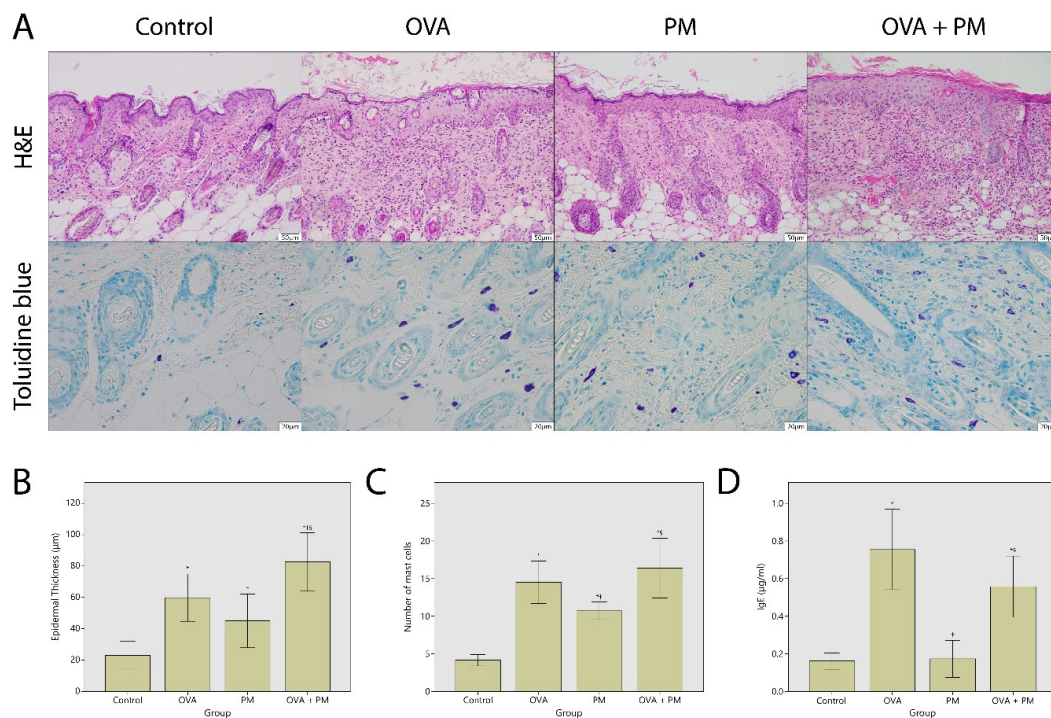 A
Control
OVA
PM
OVA + PM
H&E
50µm
50µm
50µm
Toluidine blue
20µm
20µm
20µm
B
C
D
Epidermal Thickness (µm)
120
100
80
60
40
20
0
*
*
Control
OVA
PM
OVA + PM
Group
Number of mast cells
25
20
15
10
5
0
*
*‡
*§
Control
OVA
PM
OVA + PM
Group
IgE (µg/ml)
1.0
0.8
0.6
0.4
0.2
0.0
*
‡
*§
Control
OVA
PM
OVA + PM
Group